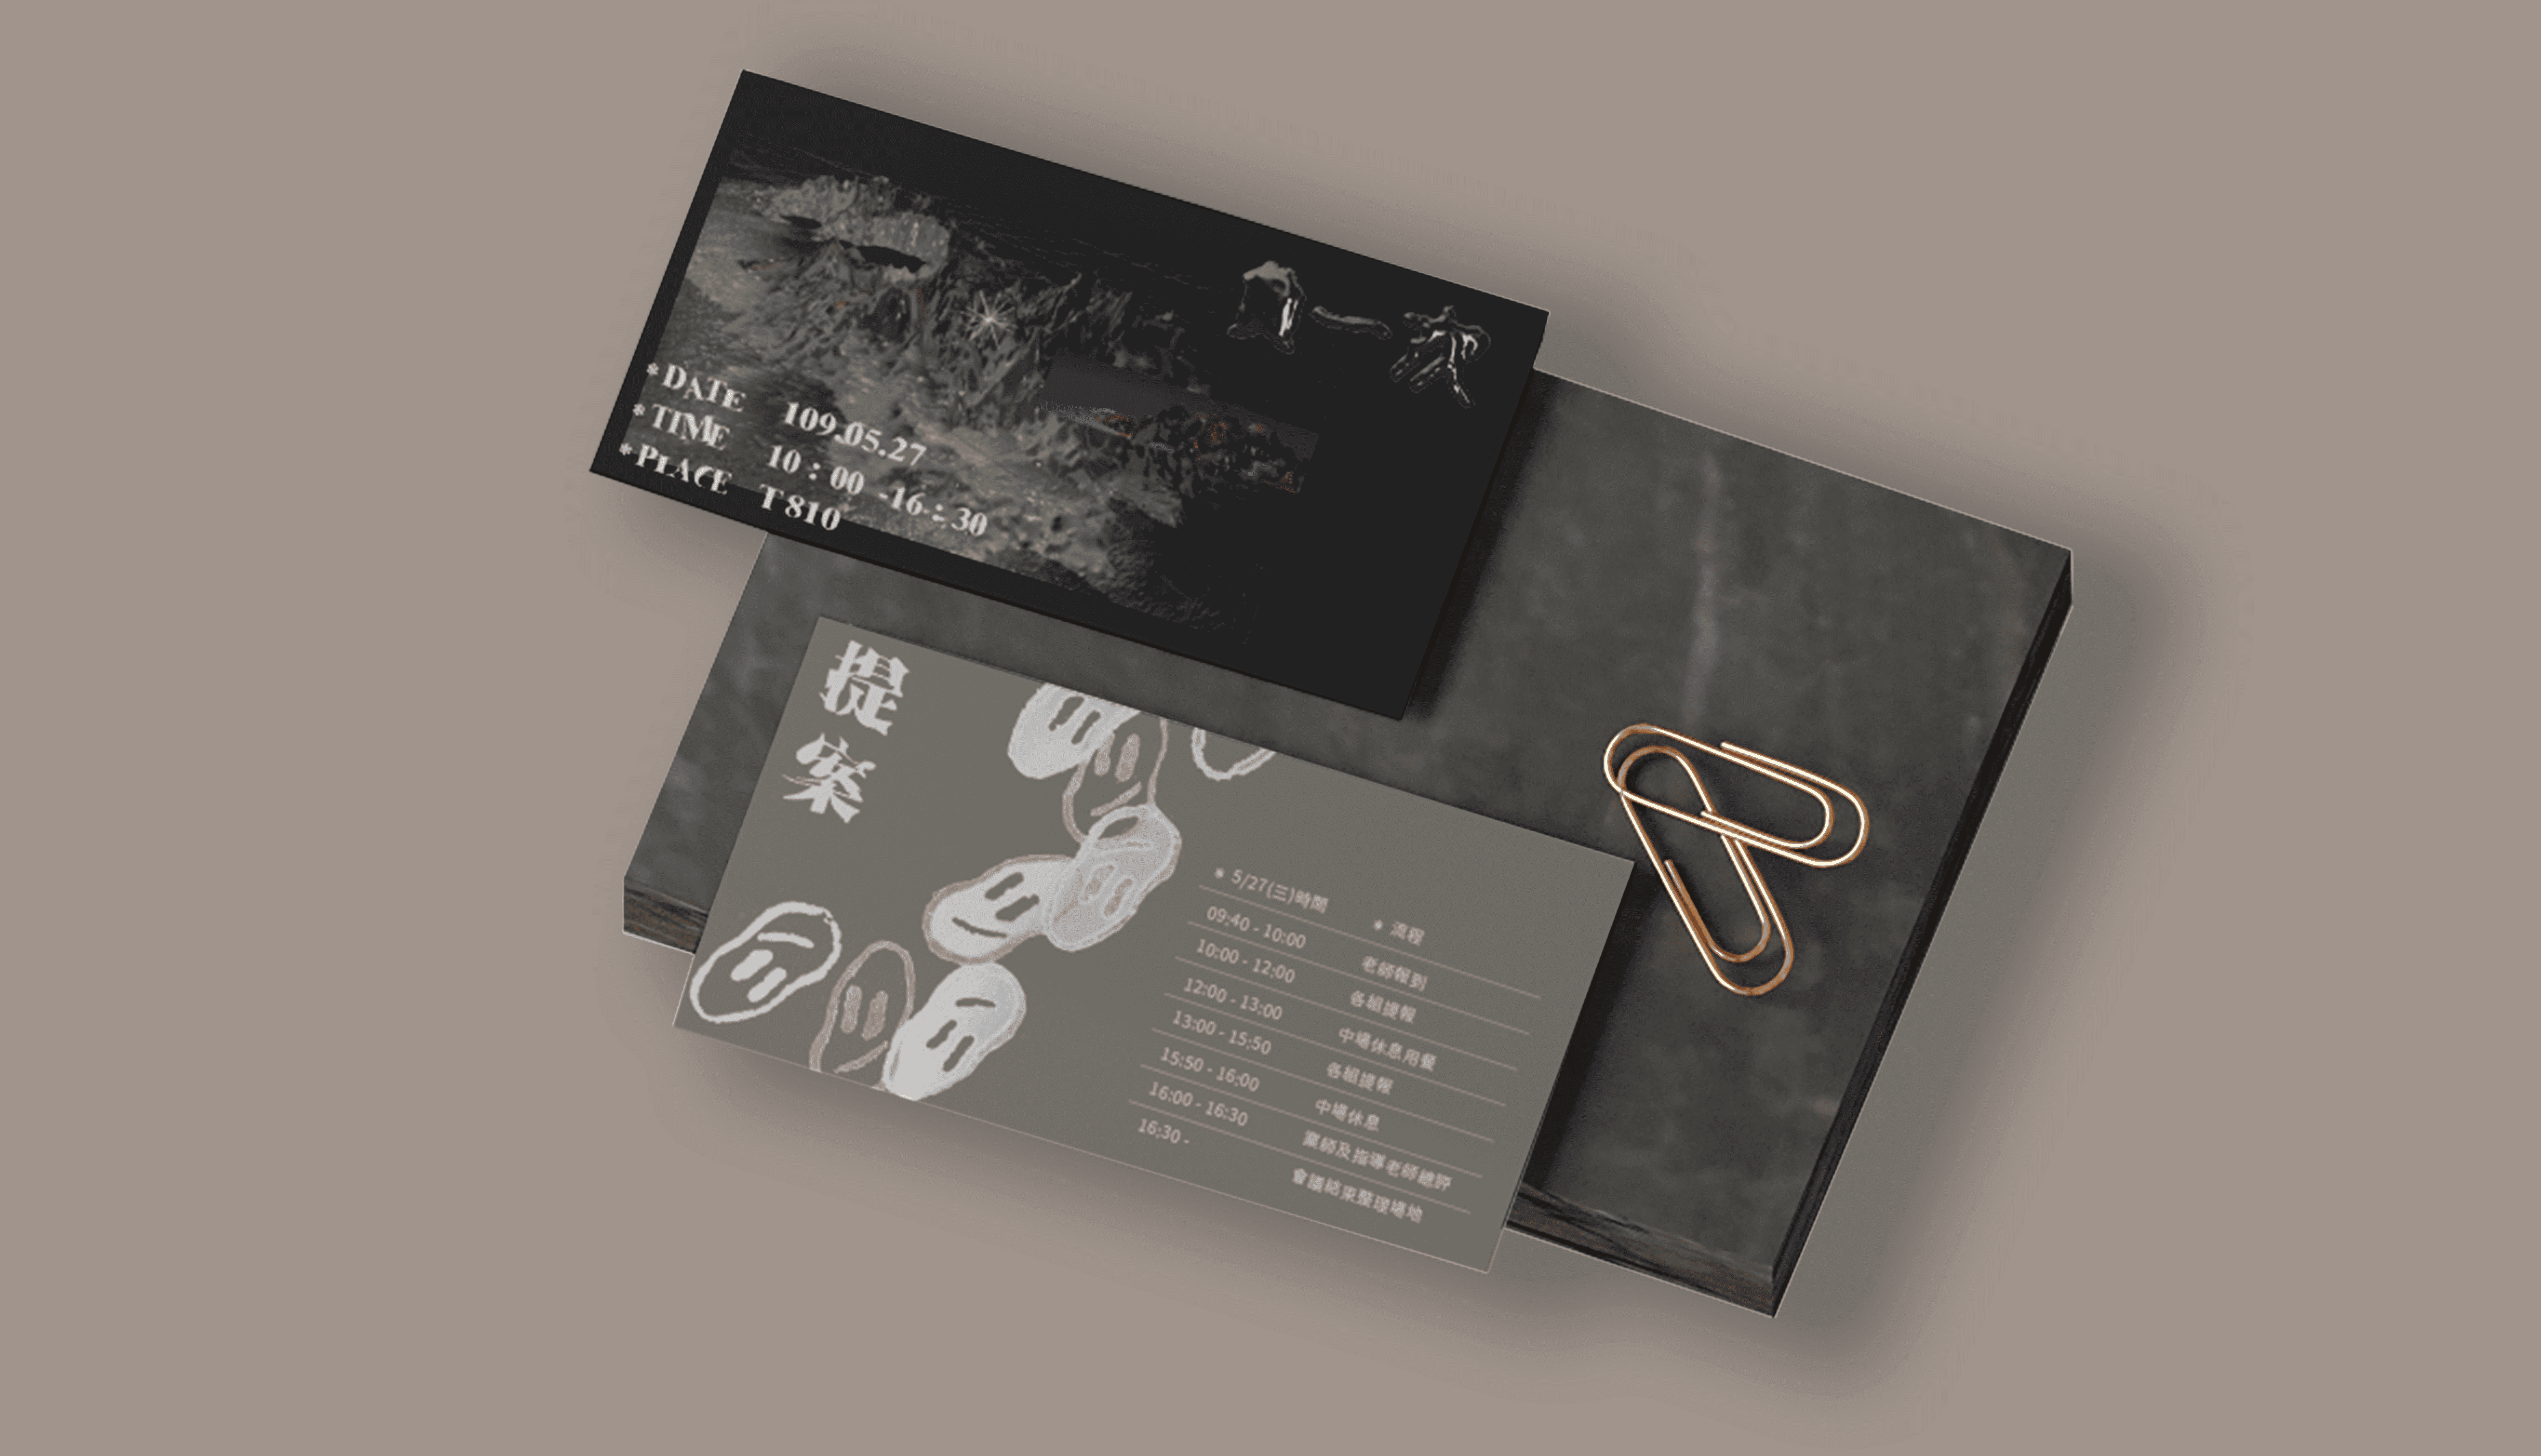 一次
*DATE 109.05.27
*TIME 10：00 -16：30
*PLACE T810
提案
* 5/27(三)時間 * 流程
09:40 - 10:00 老師報到
10:00 - 12:00 各組提報
12:00 - 13:00 中場休息用餐
13:00 - 15:50 各組提報
15:50 - 16:00 中場休息
16:00 - 16:30 業師及指導老師總評
16:30 - 會議結束整理場地